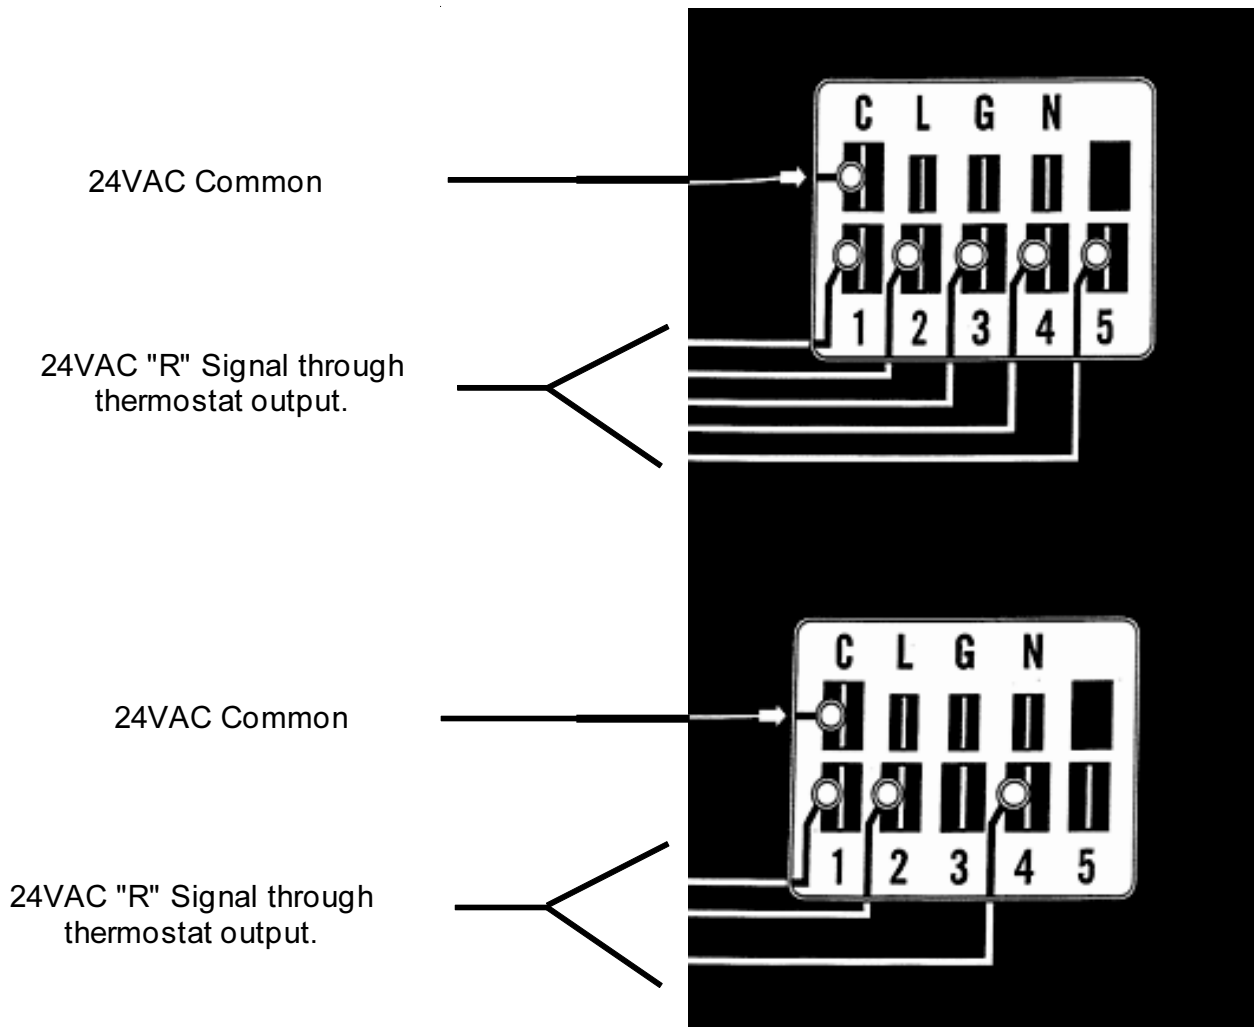 C L G N
24VAC Common
1 2 3 4 5
24VAC "R" Signal through
thermostat output.
C L G N
24VAC Common
1 2 3 4 5
24VAC "R" Signal through
thermostat output.